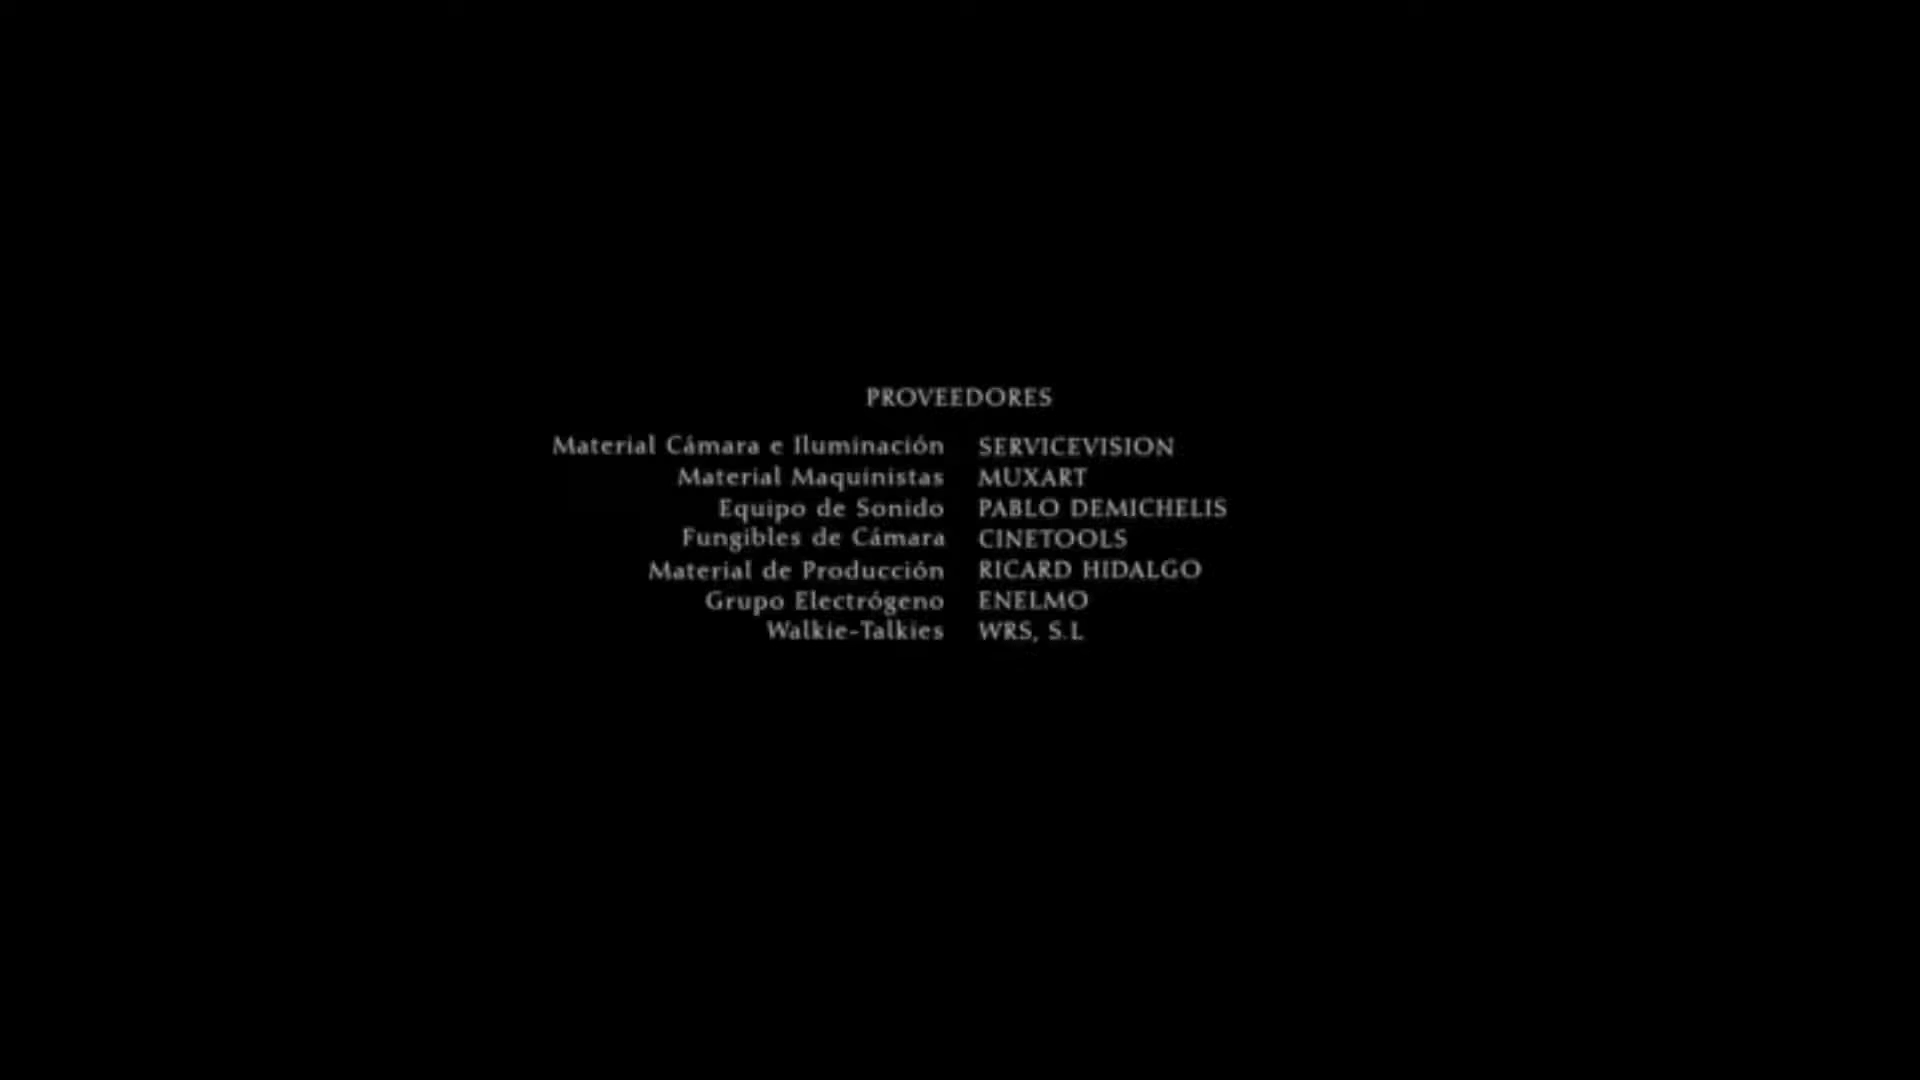 PROVEEDORES
Material Cámara e Iluminación SERVICEVISION
Material Maquinistas MUXART
Equipo de Sonido PABLO DEMICHELIS
Fungibles de Cámara CINETOOLS
Material de Producción RICARD HIDALGO
Grupo Electrógeno ENELMO
Walkie-Talkies WRS, S.L